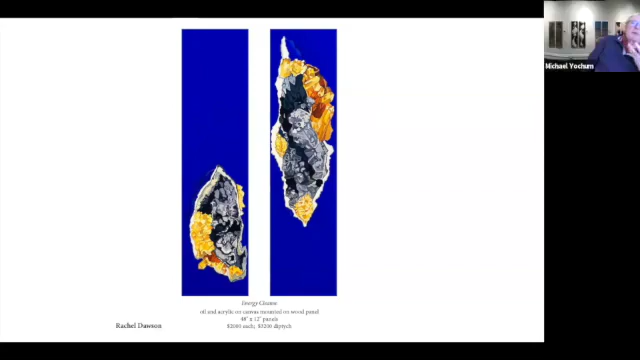 Michael Yochum
Energy Cleanse
oil and acrylic on canvas mounted on wood panel
48" x 12" panels
$2000 each; $3200 diptych
Rachel Dawson